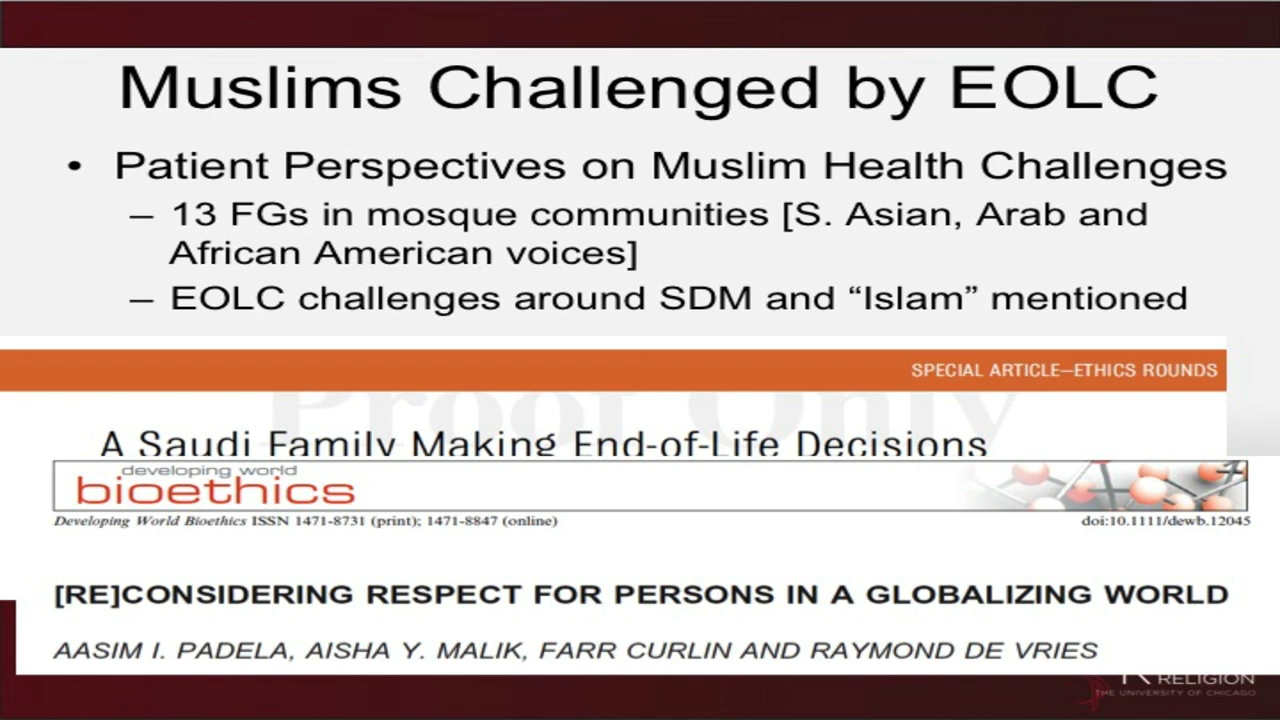 Muslims Challenged by EOLC
• Patient Perspectives on Muslim Health Challenges
– 13 FGs in mosque communities [S. Asian, Arab and
African American voices]
– EOLC challenges around SDM and “Islam” mentioned
SPECIAL ARTICLE—ETHICS ROUNDS
Proof Only
A Saudi Family Making End-of-Life Decisions
developing world
bioethics
Developing World Bioethics ISSN 1471-8731 (print); 1471-8847 (online)
doi:10.1111/dewb.12045
[RE]CONSIDERING RESPECT FOR PERSONS IN A GLOBALIZING WORLD
AASIM I. PADELA, AISHA Y. MALIK, FARR CURLIN AND RAYMOND DE VRIES
RELIGION
THE UNIVERSITY OF CHICAGO